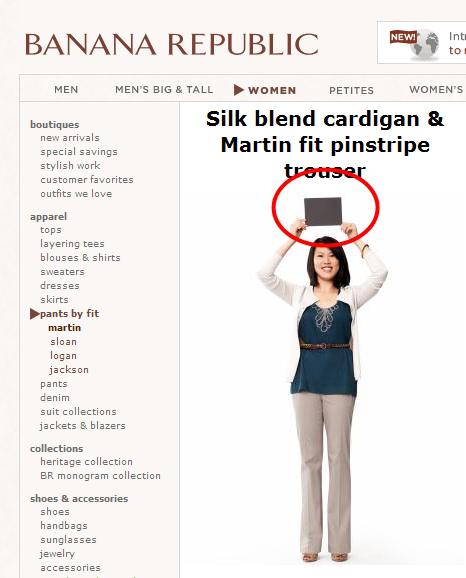 BANANA REPUBLIC
NEW!
Intr
to r
MEN
MEN'S BIG & TALL
WOMEN
PETITES
WOMEN'S
Silk blend cardigan &
Martin fit pinstripe
trouser
boutiques
new arrivals
special savings
stylish work
customer favorites
outfits we love
apparel
tops
layering tees
blouses & shirts
sweaters
dresses
skirts
pants by fit
martin
sloan
logan
jackson
pants
denim
suit collections
jackets & blazers
collections
heritage collection
BR monogram collection
shoes & accessories
shoes
handbags
sunglasses
jewelry
accessories